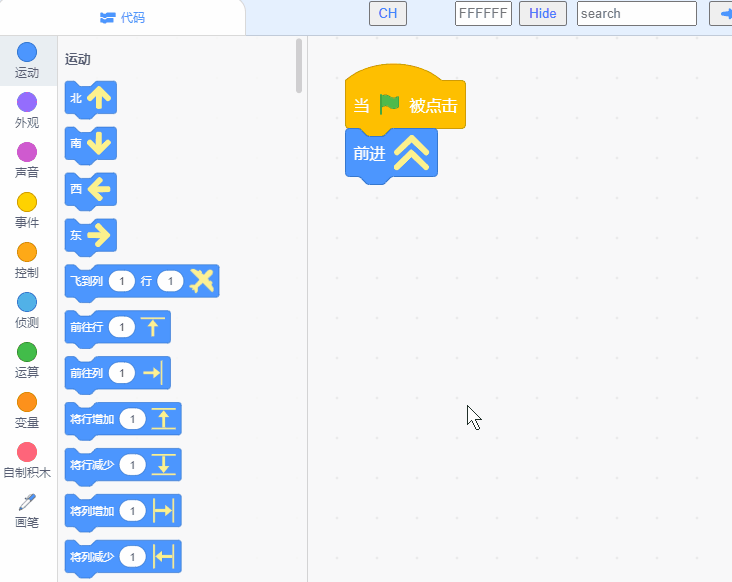 代码
CH
FFFFFF
Hide
search
运动
外观
声音
事件
控制
侦测
运算
变量
自制积木
画笔
运动
北
南
西
东
飞到列 1 行 1
前往行 1
前往列 1
将行增加 1
将行减少 1
将列增加 1
将列减少 1
当 被点击
前进